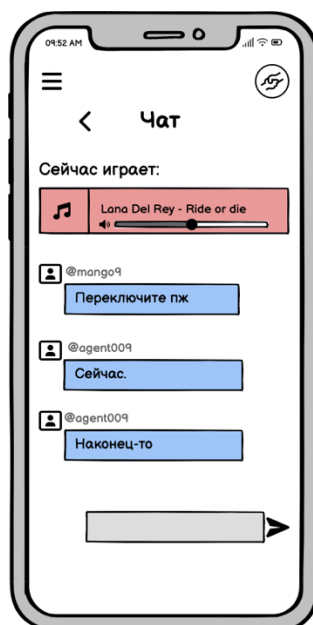 09:52 AM
Чат
Сейчас играет:
Lana Del Rey - Ride or die
@mango9
Переключите пж
@agent009
Сейчас.
@agent009
Наконец-то